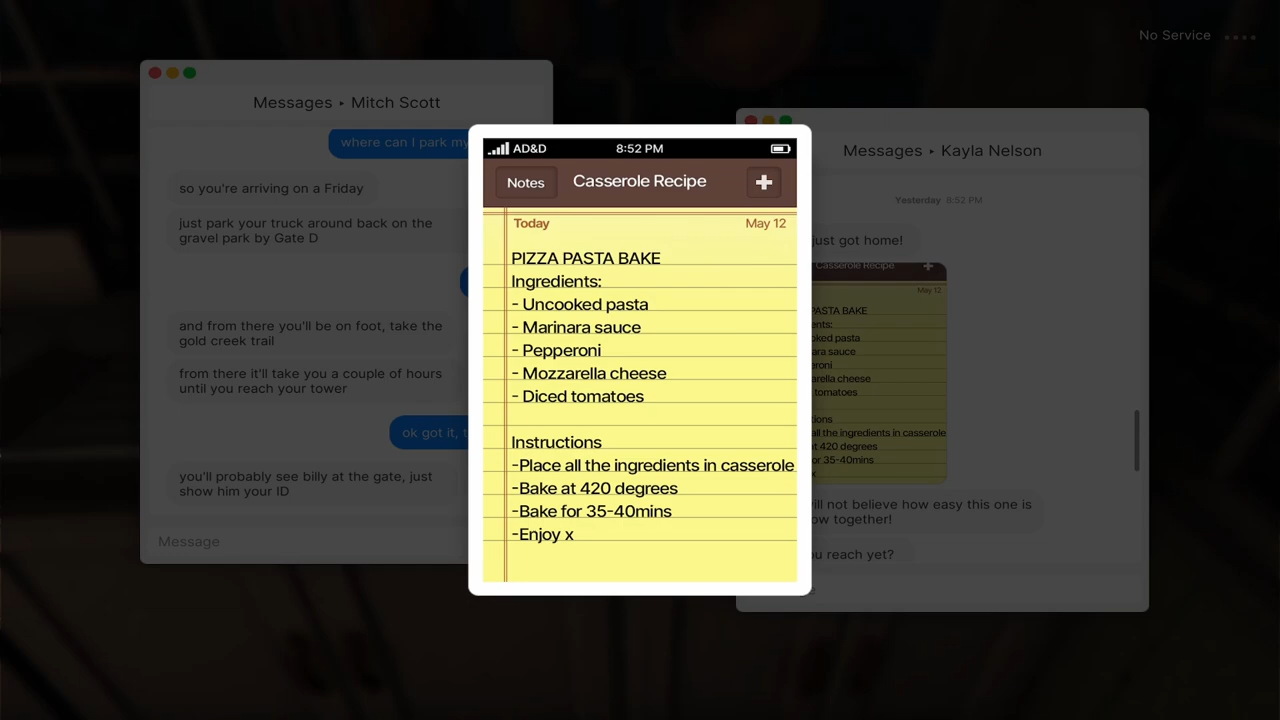 No Service
Messages ▸ Mitch Scott
where can I park my
so you're arriving on a Friday
just park your truck around back on the
gravel park by Gate D
and from there you'll be on foot, take the
gold creek trail
from there it'll take you a couple of hours
until you reach your tower
ok got it,
you'll probably see billy at the gate, just
show him your ID
Message
AD&D
8:52 PM
Notes
Casserole Recipe
Today
May 12
PIZZA PASTA BAKE
Ingredients:
- Uncooked pasta
- Marinara sauce
- Pepperoni
- Mozzarella cheese
- Diced tomatoes
Instructions
-Place all the ingredients in casserole
-Bake at 420 degrees
-Bake for 35-40mins
-Enjoy x
Messages ▸ Kayla Nelson
Yesterday 8:52 PM
just got home!
Casserole Recipe
May 12
PASTA BAKE
tomatoes
all the ingredients in casserole
at 420 degrees
for 35-40mins
x
will not believe how easy this one is
together!
reach yet?